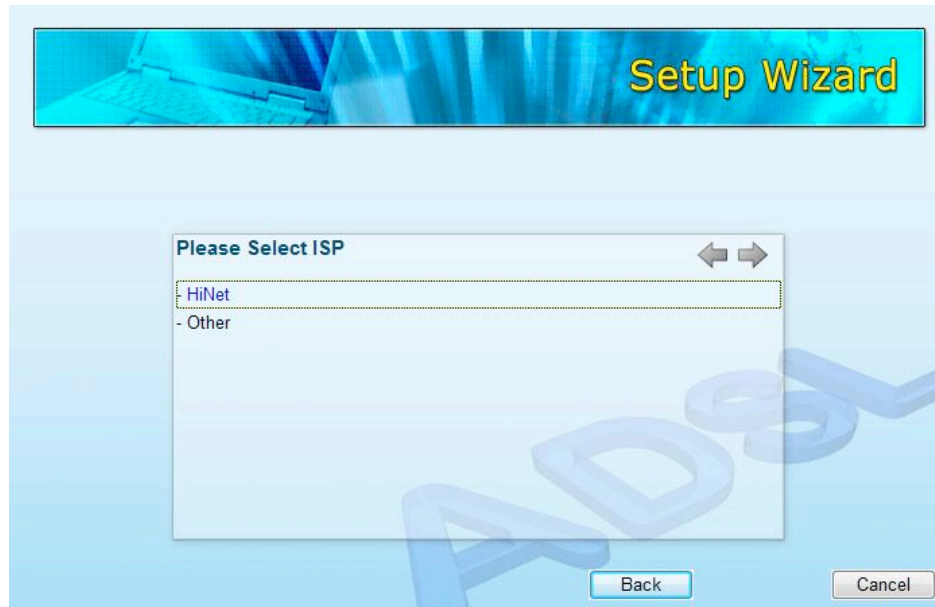 Setup Wizard
Please Select ISP
- HiNet
- Other
ADSL
Back
Cancel